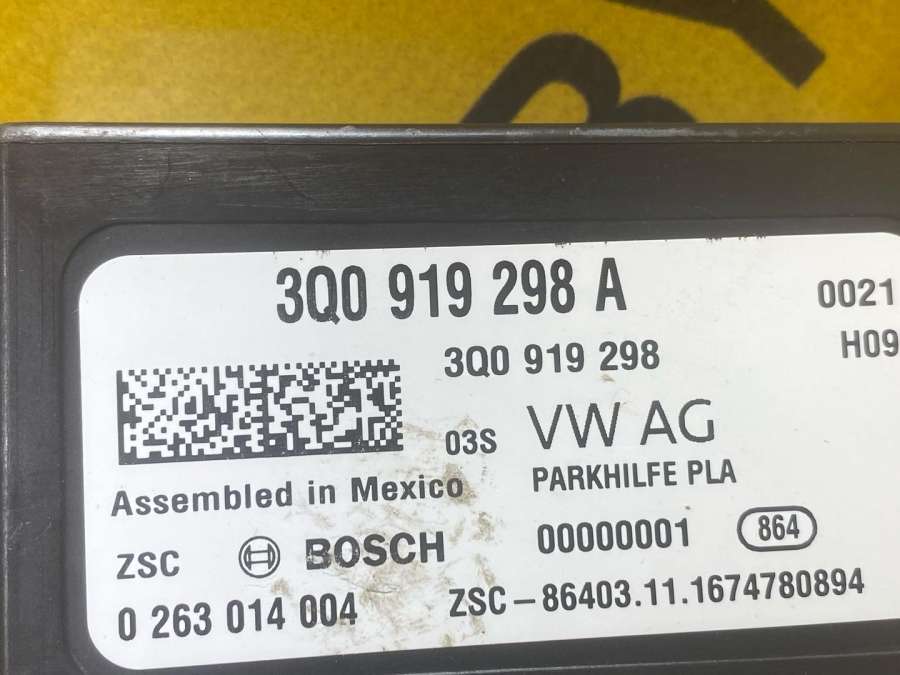 3Q0 919 298 A
0021
3Q0 919 298
H09
03S VW AG
PARKHILFE PLA
Assembled in Mexico
00000001 864
ZSC BOSCH
0 263 014 004
ZSC-86403.11.1674780894